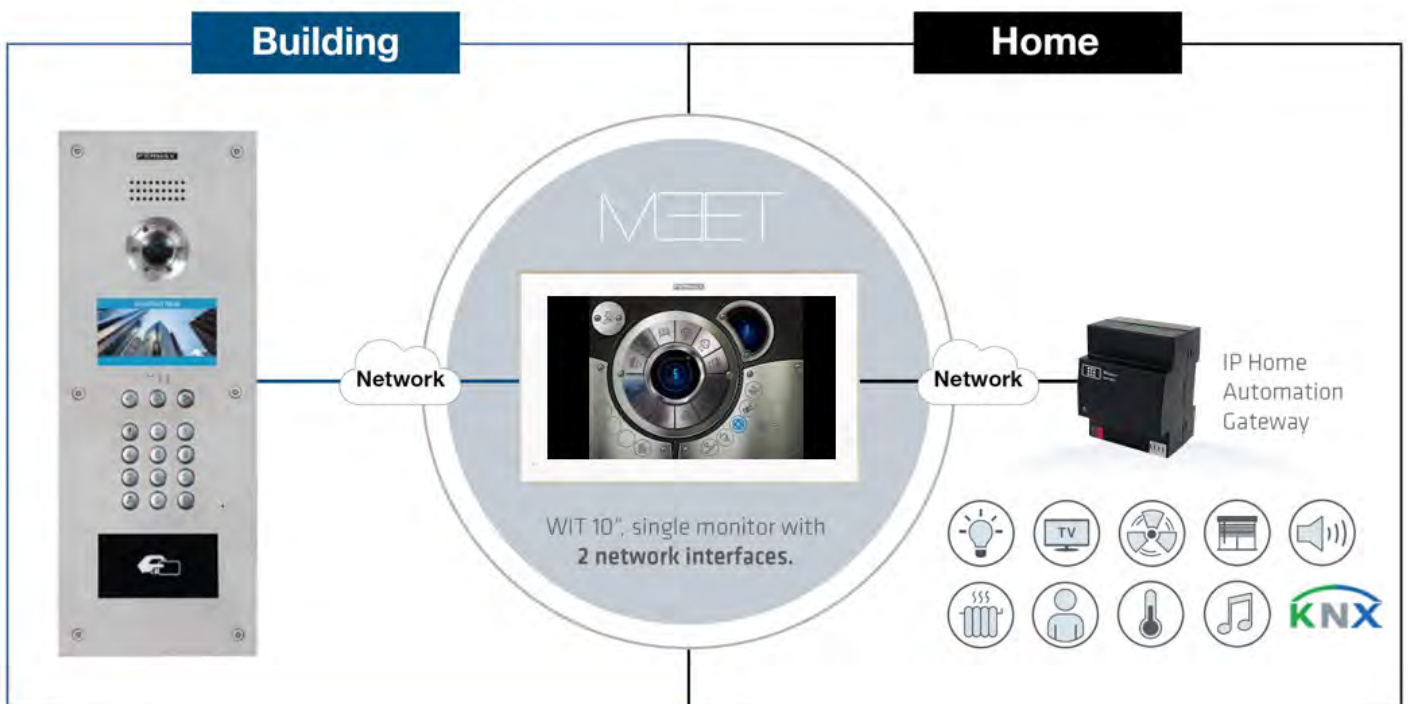 Building
Home
FERMAX
MEET
FERMAX
Network
Network
IP Home
Automation
Gateway
WIT 10", single monitor with
2 network interfaces.
TV
KNX